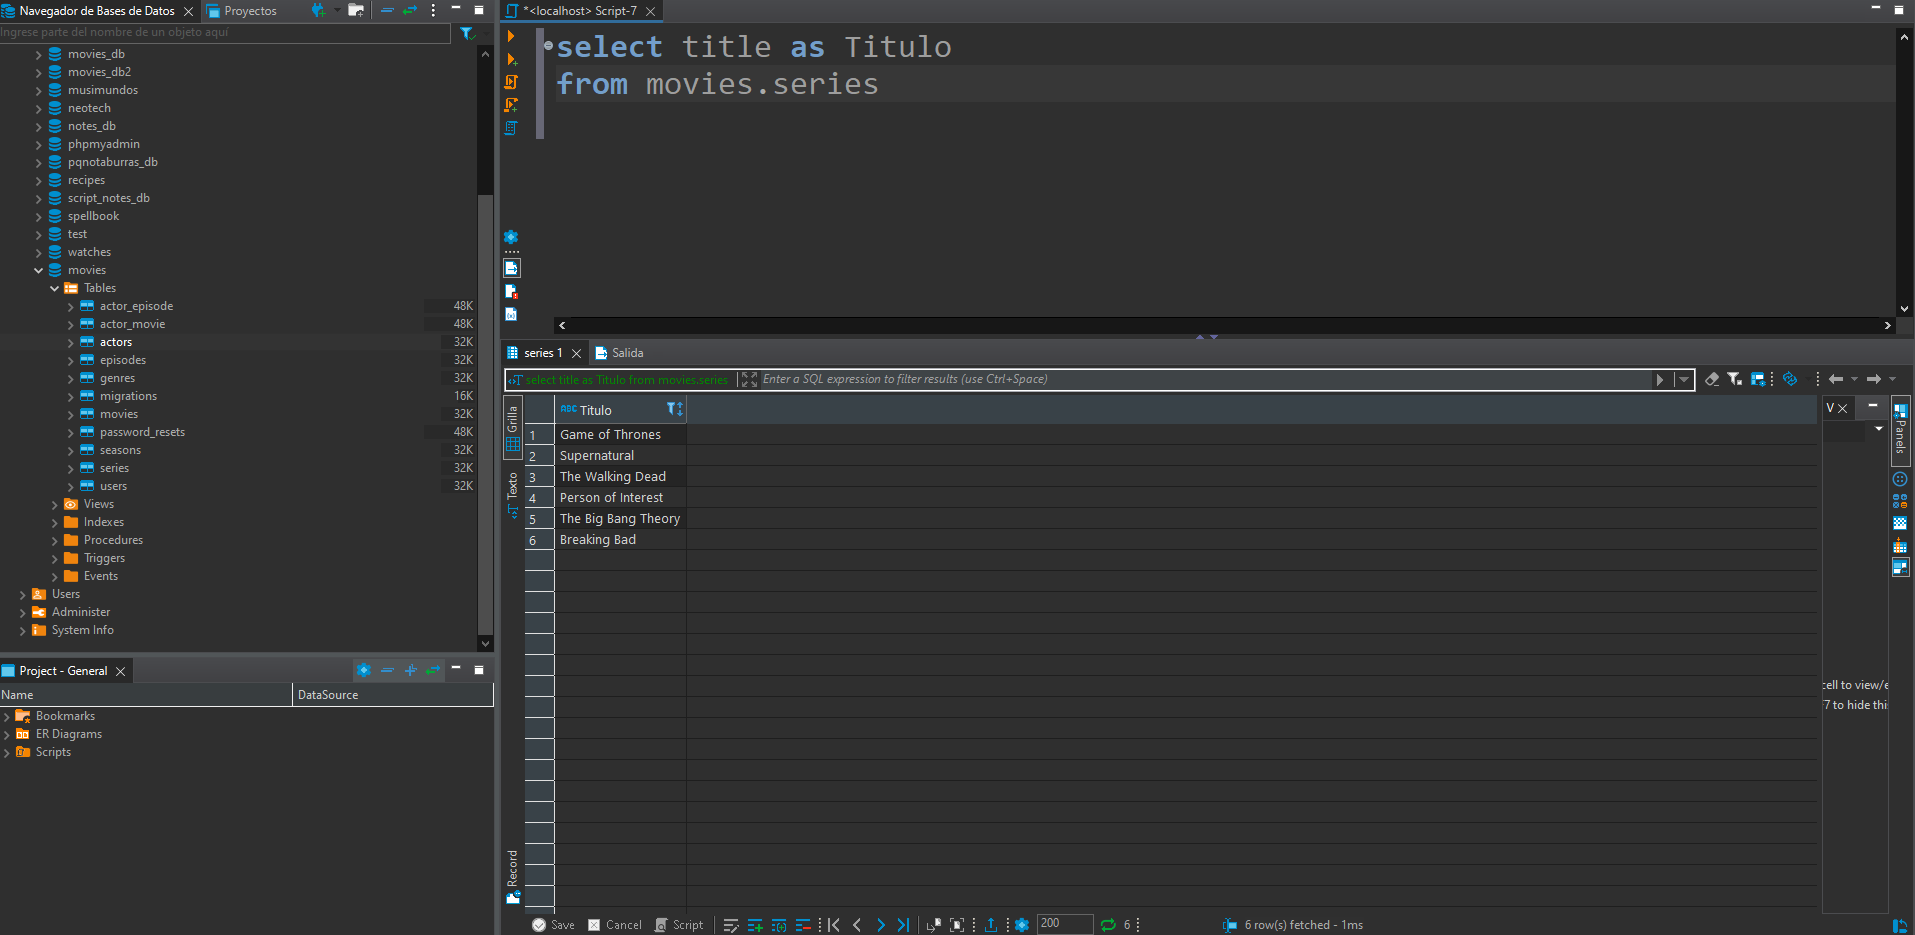 Navegador de Bases de Datos
Proyectos
Ingrese parte del nombre de un objeto aquí
movies_db
movies_db2
musimundos
neotech
notes_db
phpmyadmin
pqnotaburras_db
recipes
script_notes_db
spellbook
test
watches
movies
Tables
actor_episode 48K
actor_movie 48K
actors 32K
episodes 32K
genres 32K
migrations 16K
movies 32K
password_resets 48K
seasons 32K
series 32K
users 32K
Views
Indexes
Procedures
Triggers
Events
Users
Administer
System Info
Project - General
Name DataSource
Bookmarks
ER Diagrams
Scripts
*<localhost> Script-7
select title as Titulo
from movies.series
series 1
Salida
select title as Titulo from movies.series
Enter a SQL expression to filter results (use Ctrl+Space)
Grilla
Texto
Record
ABC Titulo
1 Game of Thrones
2 Supernatural
3 The Walking Dead
4 Person of Interest
5 The Big Bang Theory
6 Breaking Bad
V
Panels
cell to view/e
F7 to hide thi
Save Cancel Script 200 6 6 row(s) fetched - 1ms